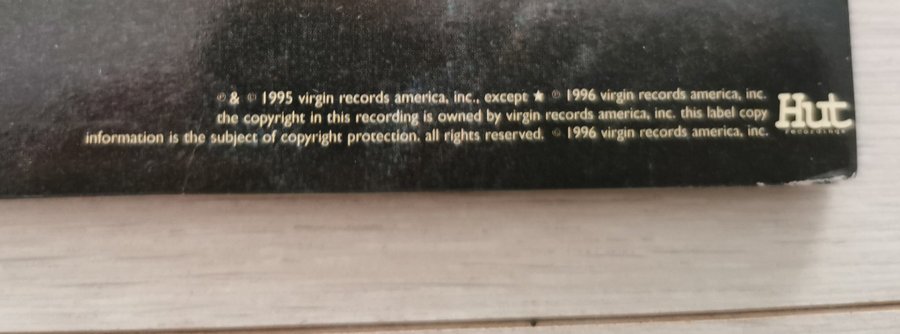 ℗ & © 1995 virgin records america, inc., except ★ ℗ 1996 virgin records america, inc.
the copyright in this recording is owned by virgin records america, inc. this label copy
information is the subject of copyright protection. all rights reserved. © 1996 virgin records america, inc.
Hut
recordings